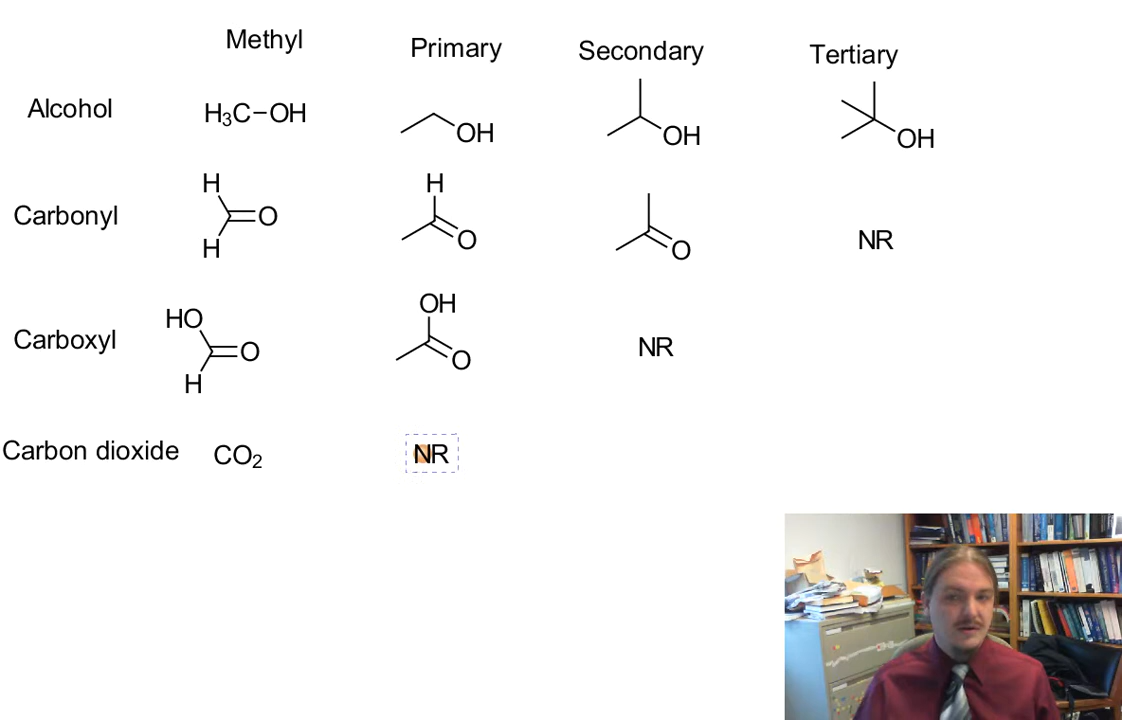 Methyl Primary Secondary Tertiary
Alcohol H₃C–OH OH OH OH
H H
Carbonyl O O O NR
H
HO OH
Carboxyl O O NR
H
Carbon dioxide CO₂ NR